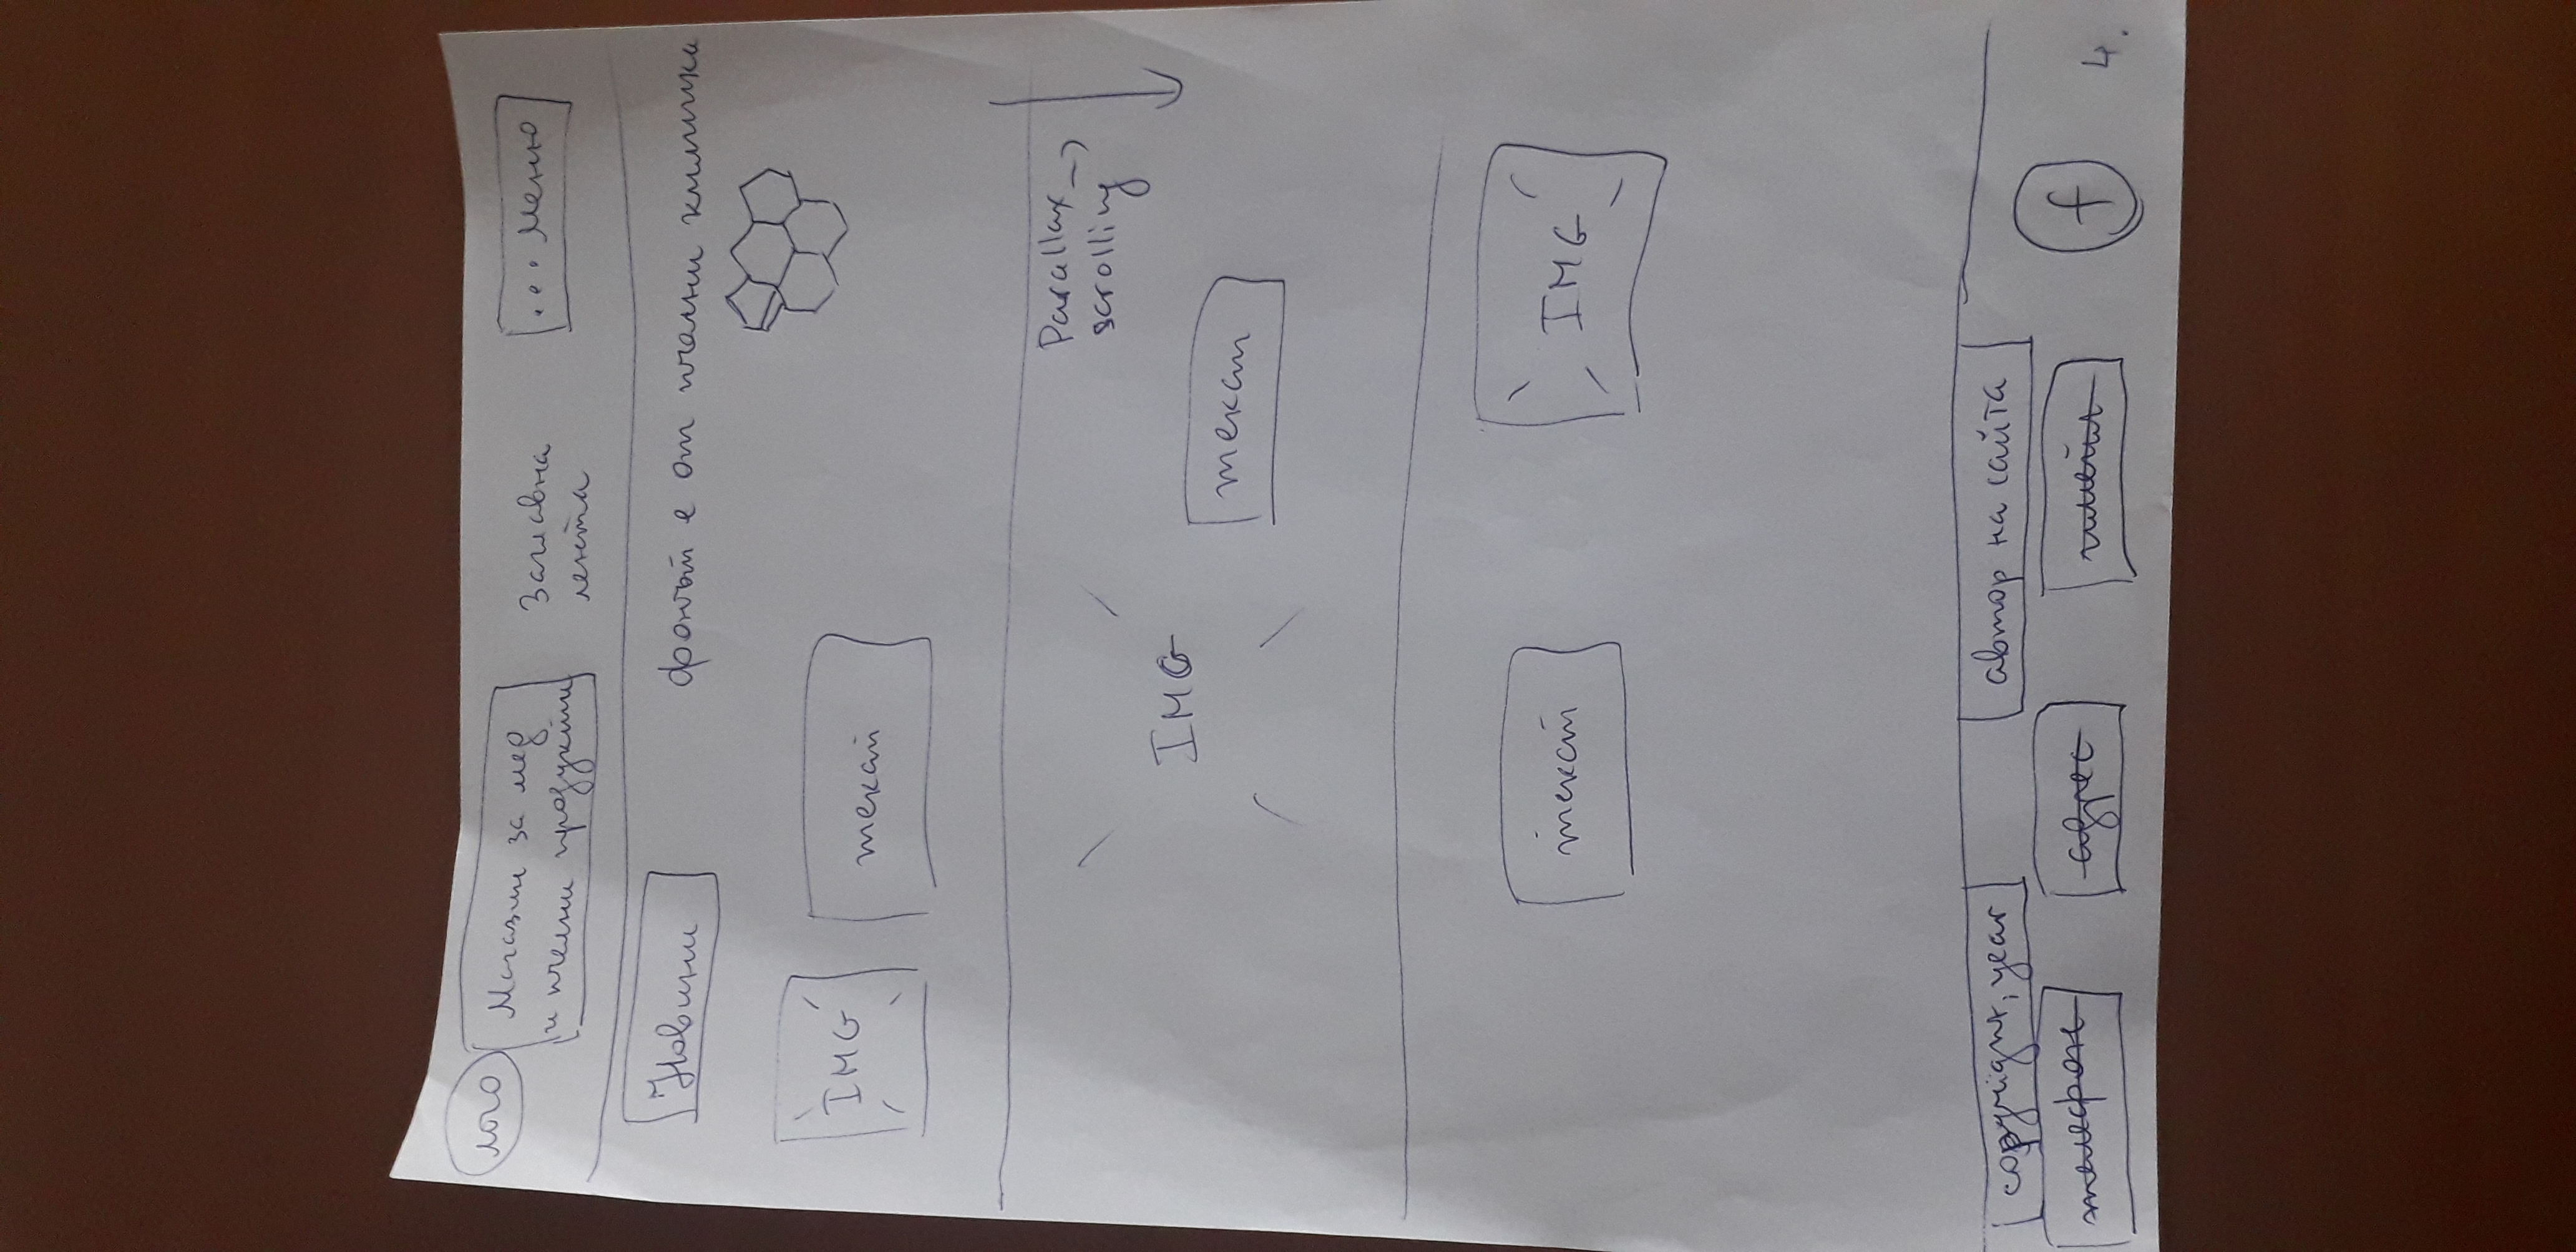 лого
Магазин за мед
и пчелни продукти
Заглавна
лента
... Меню
Новини
фонът е от пчелни килийки
IMG
текст
Parallax
scrolling
IMG
текст
текст
IMG
copyright, year
автор на сайта
телефон
адрес
имейл
f
4.